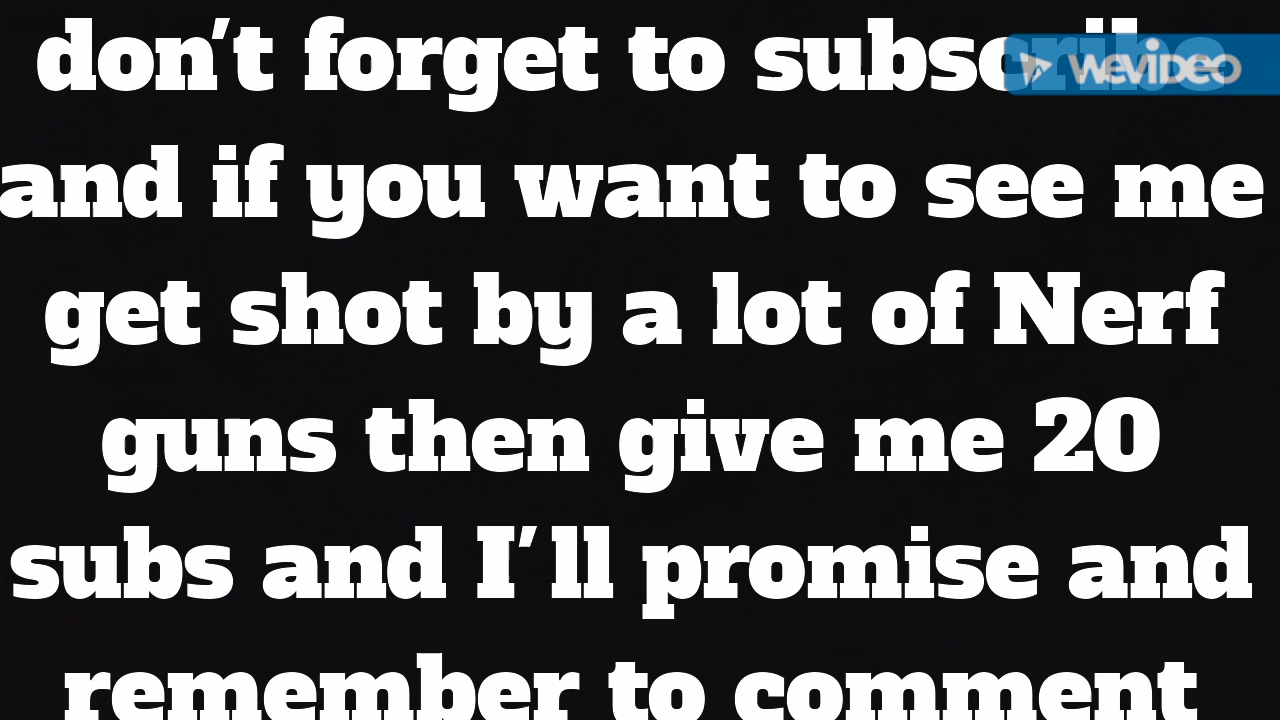 don't forget to subscribe
WEVIDEO
and if you want to see me
get shot by a lot of Nerf
guns then give me 20
subs and I'll promise and
remember to comment